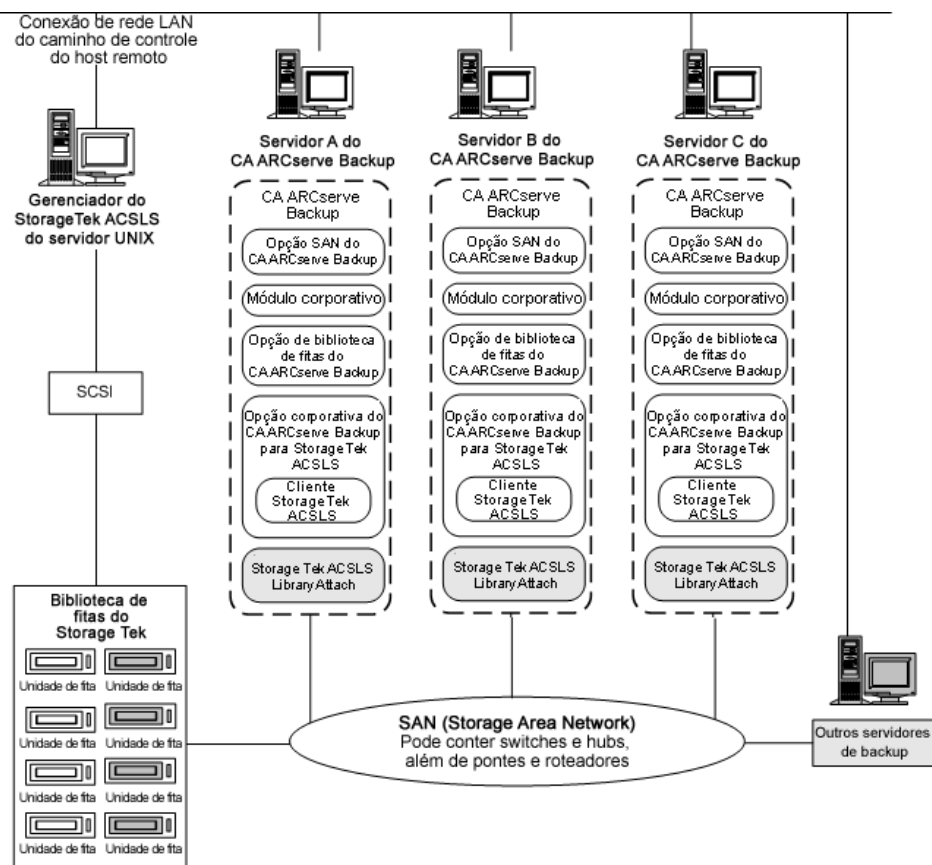 Conexão de rede LAN
do caminho de controle
do host remoto
Gerenciador do
StorageTek ACSLS
do servidor UNIX
SCSI
Servidor A do
CA ARCserve Backup
CA ARCserve
Backup
Opção SAN do
CA ARCserve Backup
Módulo corporativo
Opção de biblioteca
de fitas do
CA ARCserve Backup
Opção corporativa do
CA ARCserve Backup
para StorageTek
ACSLS
Cliente
StorageTek
ACSLS
Storage Tek ACSLS
Library Attach
Servidor B do
CA ARCserve Backup
CA ARCserve
Backup
Opção SAN do
CA ARCserve Backup
Módulo corporativo
Opção de biblioteca
de fitas do
CA ARCserve Backup
Opção corporativa do
CA ARCserve Backup
para StorageTek
ACSLS
Cliente
StorageTek
ACSLS
Storage Tek ACSLS
Library Attach
Servidor C do
CA ARCserve Backup
CA ARCserve
Backup
Opção SAN do
CA ARCserve Backup
Módulo corporativo
Opção de biblioteca
de fitas do
CA ARCserve Backup
Opção corporativa do
CA ARCserve Backup
para StorageTek
ACSLS
Cliente
StorageTek
ACSLS
Storage Tek ACSLS
Library Attach
Biblioteca de
fitas do
Storage Tek
Unidade de fita Unidade de fita
Unidade de fita Unidade de fita
Unidade de fita Unidade de fita
Unidade de fita Unidade de fita
SAN (Storage Area Network)
Pode conter switches e hubs,
além de pontes e roteadores
Outros servidores
de backup